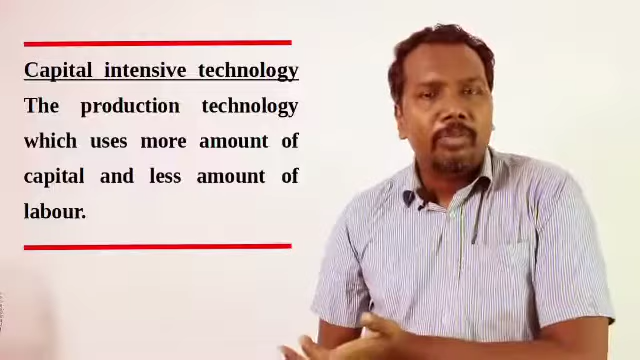 Capital intensive technology
The production technology
which uses more amount of
capital and less amount of
labour.